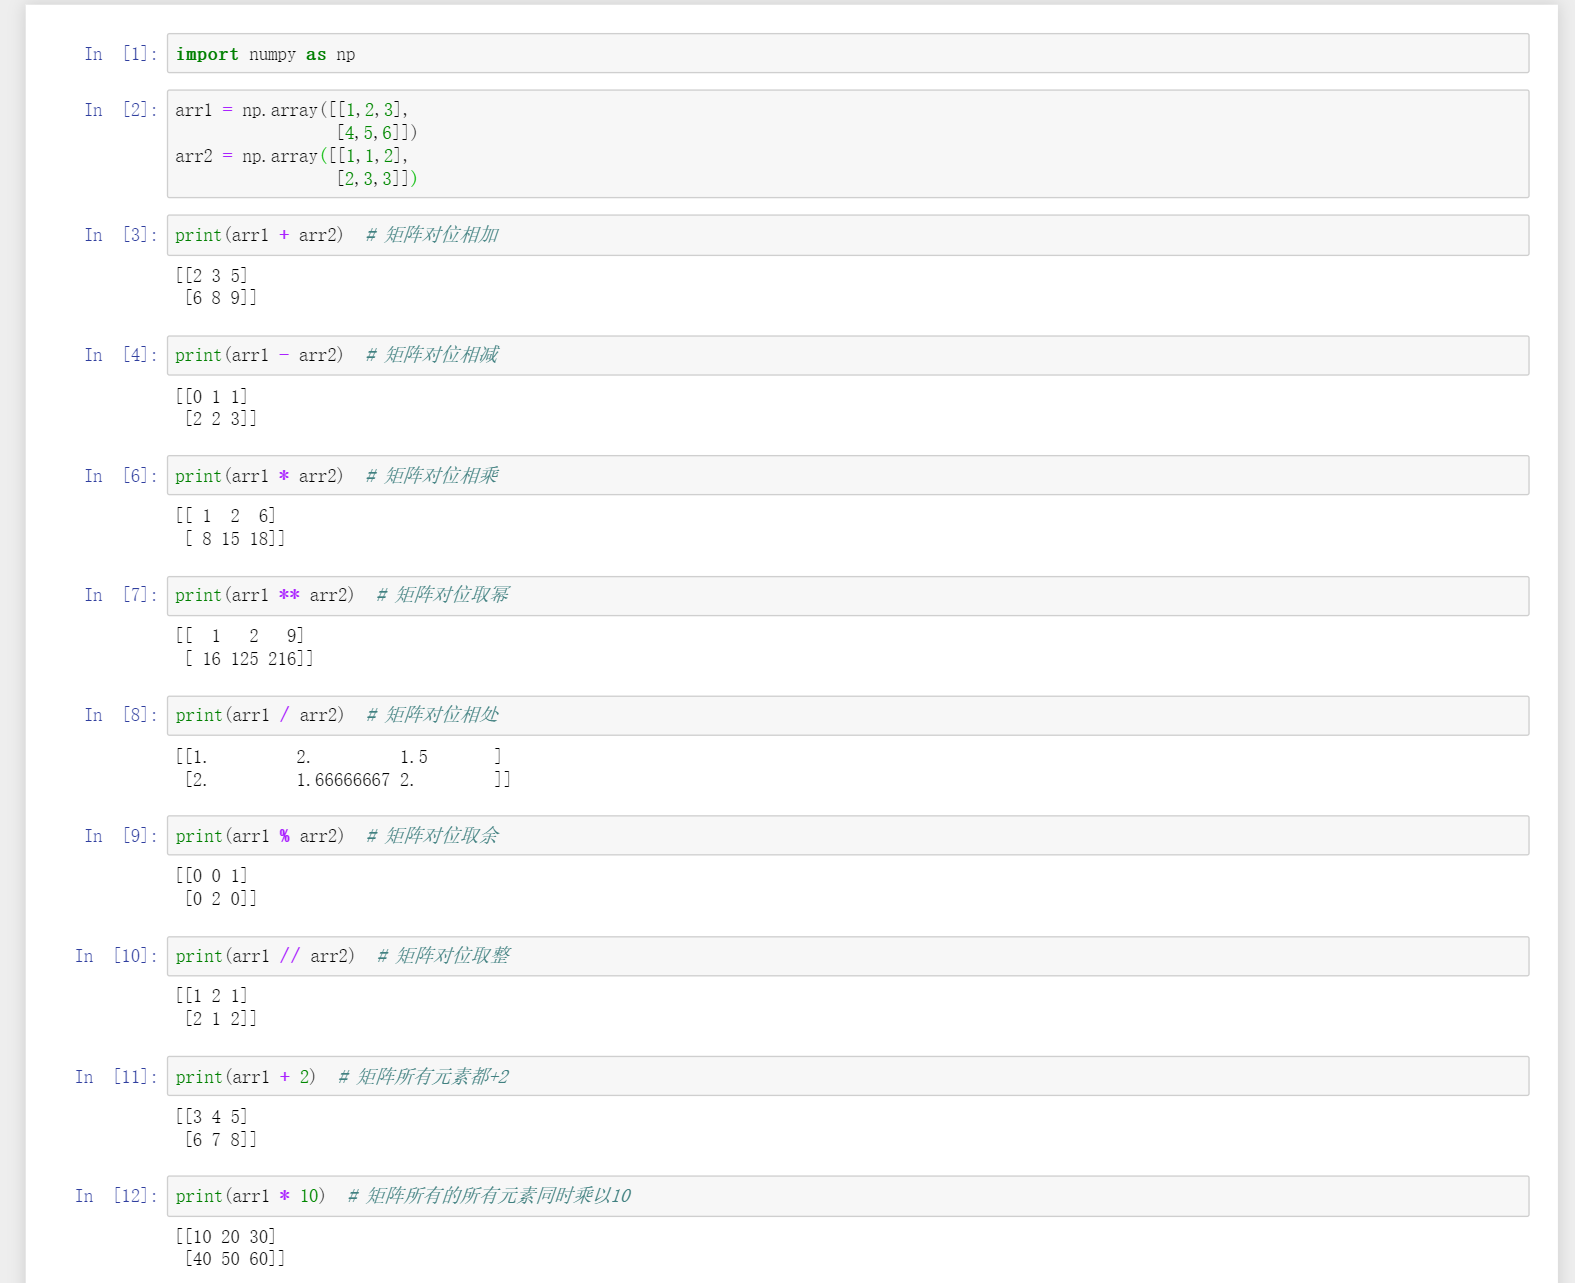 In [1]: import numpy as np
In [2]: arr1 = np.array([[1,2,3],
[4,5,6]])
arr2 = np.array([[1,1,2],
[2,3,3]])
In [3]: print(arr1 + arr2)  # 矩阵对位相加
[[2 3 5]
[6 8 9]]
In [4]: print(arr1 - arr2)  # 矩阵对位相减
[[0 1 1]
[2 2 3]]
In [6]: print(arr1 * arr2)  # 矩阵对位相乘
[[ 1  2  6]
[ 8 15 18]]
In [7]: print(arr1 ** arr2)  # 矩阵对位取幂
[[  1   2   9]
[ 16 125 216]]
In [8]: print(arr1 / arr2)  # 矩阵对位相处
[[1.         2.         1.5       ]
[2.         1.66666667 2.        ]]
In [9]: print(arr1 % arr2)  # 矩阵对位取余
[[0 0 1]
[0 2 0]]
In [10]: print(arr1 // arr2)  # 矩阵对位取整
[[1 2 1]
[2 1 2]]
In [11]: print(arr1 + 2)  # 矩阵所有元素都+2
[[3 4 5]
[6 7 8]]
In [12]: print(arr1 * 10)  # 矩阵所有的所有元素同时乘以10
[[10 20 30]
[40 50 60]]